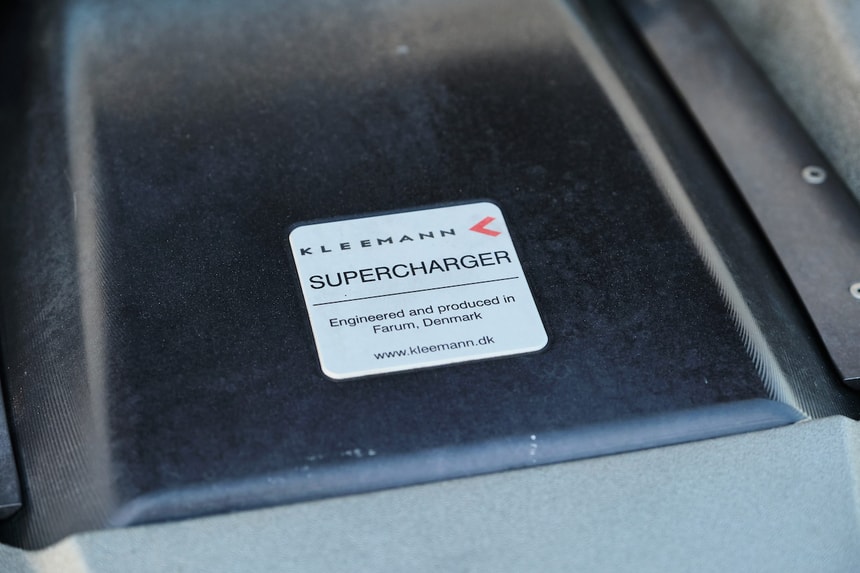 KLEEMANN
SUPERCHARGER
Engineered and produced in
Farum, Denmark
www.kleemann.dk